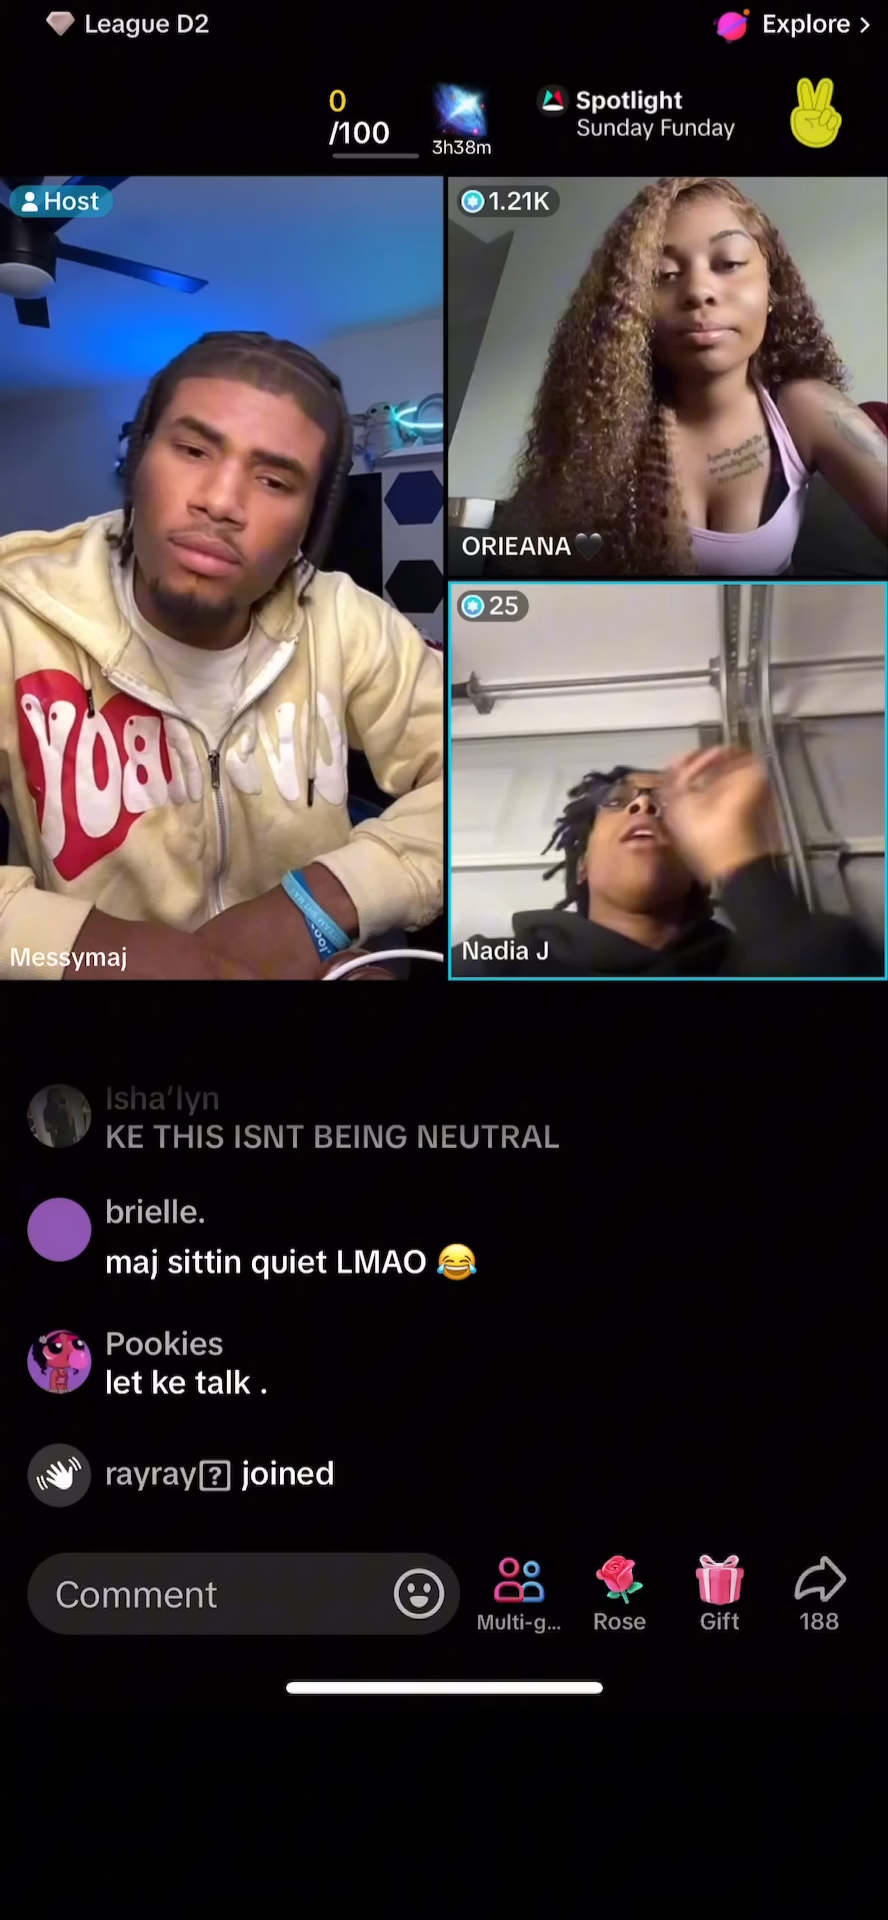 League D2
Explore >
0
/100
3h38m
Spotlight
Sunday Funday
Host
1.21K
ORIEANA🖤
25
Messymaj
Nadia J
Isha'lyn
KE THIS ISNT BEING NEUTRAL
brielle.
maj sittin quiet LMAO 😂
Pookies
let ke talk .
rayray joined
Comment
Multi-g...
Rose
Gift
188